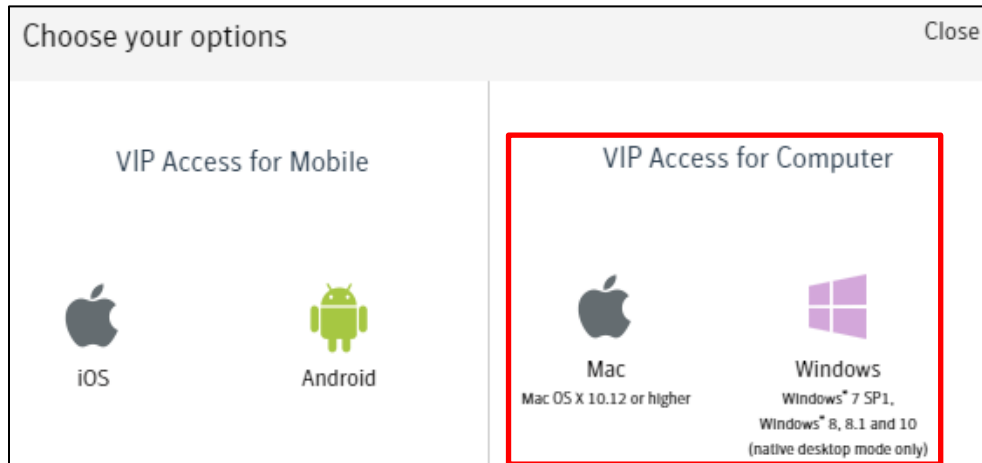 Choose your options
Close
VIP Access for Mobile
iOS
Android
VIP Access for Computer
Mac
Mac OS X 10.12 or higher
Windows
Windows® 7 SP1,
Windows® 8, 8.1 and 10
(native desktop mode only)